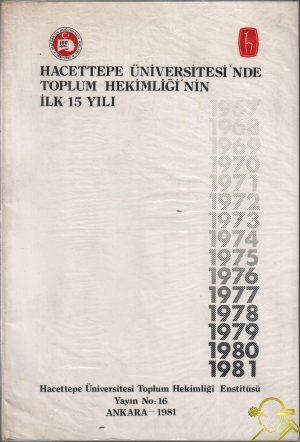 HACETTEPE ÜNİVERSİTESİ'NDE
TOPLUM HEKİMLİĞİ'NİN
İLK 15 YILI
1967
1968
1969
1970
1971
1972
1973
1974
1975
1976
1977
1978
1979
1980
1981
Hacettepe Üniversitesi Toplum Hekimliği Enstitüsü
Yayın No: 16
ANKARA – 1981